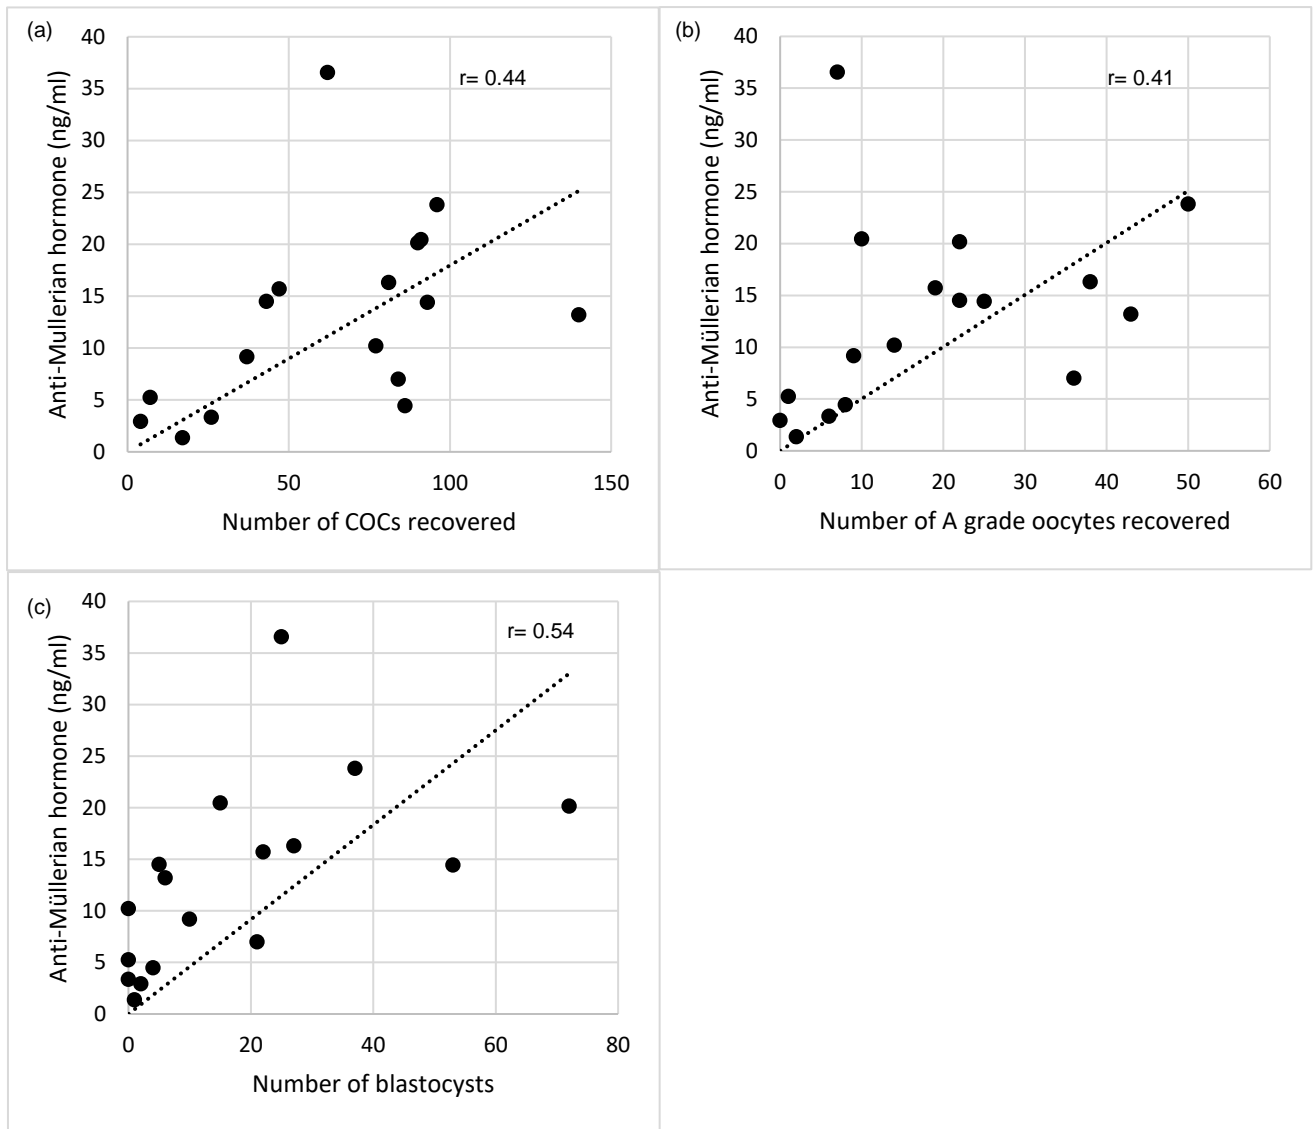 (a)
r= 0.44
Anti-Mullerian hormone (ng/ml)
40
35
30
25
20
15
10
5
0
0 50 100 150
Number of COCs recovered
(b)
r= 0.41
Anti-Müllerian hormone (ng/ml)
40
35
30
25
20
15
10
5
0
0 10 20 30 40 50 60
Number of A grade oocytes recovered
(c)
r= 0.54
Anti-Müllerian hormone (ng/ml)
40
35
30
25
20
15
10
5
0
0 20 40 60 80
Number of blastocysts